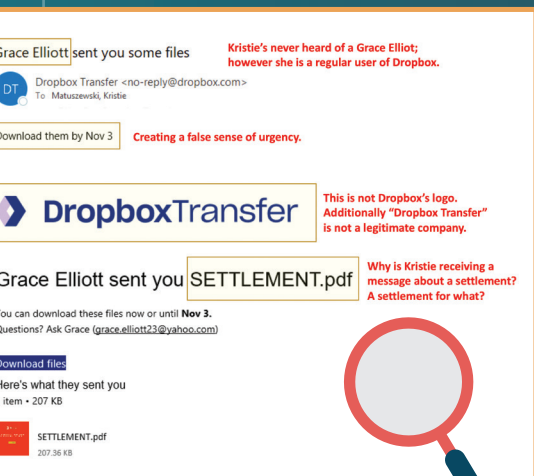 Grace Elliott sent you some files
Kristie's never heard of a Grace Elliot;
however she is a regular user of Dropbox.
DT
Dropbox Transfer <no-reply@dropbox.com>
To Matuszewski, Kristie
Download them by Nov 3
Creating a false sense of urgency.
DropboxTransfer
This is not Dropbox's logo.
Additionally "Dropbox Transfer"
is not a legitimate company.
Grace Elliott sent you SETTLEMENT.pdf
Why is Kristie receiving a
message about a settlement?
A settlement for what?
You can download these files now or until Nov 3.
Questions? Ask Grace (grace.elliott23@yahoo.com)
Download files
Here's what they sent you
item • 207 KB
SETTLEMENT.pdf
207.36 KB